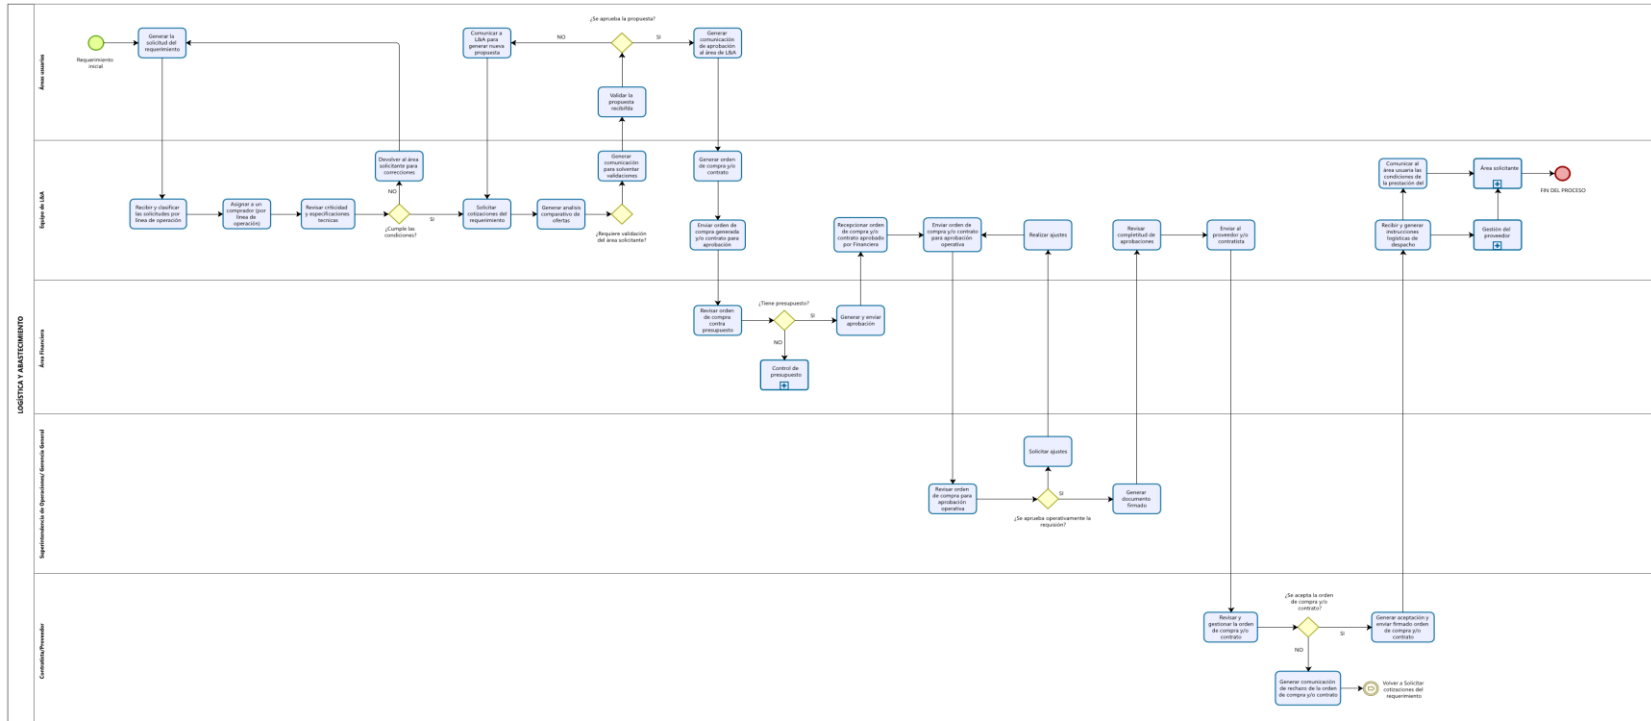 LOGÍSTICA Y ABASTECIMIENTO
Áreas usuarias
Requerimiento
inicial
Generar la
solicitud del
requerimiento
Comunicar a
L&A para
generar nueva
propuesta
NO
¿Se aprueba la propuesta?
SI
Generar
comunicación
de aprobación
al área de L&A
Validar la
propuesta
recibifda
Equipo de L&A
Devolver al área
solicitante para
correcciones
NO
Recibir y clasificar
las solicitudes por
línea de operación
Asignar a un
comprador (por
línea de
operación)
Revisar criticidad
y especificaciones
tecnicas
¿Cumple las
condiciones?
SI
Solicitar
cotizaciones del
requerimiento
Generar analisis
comparativo de
ofertas
Generar
comunicación
para solventar
validaciones
¿Requiere validación
del área solicitante?
Generar orden
de compra y/o
contrato
Enviar orden de
compra generada
y/o contrato para
aprobación
Recepcionar orden
de compra y/o
contrato aprobado
por Financiera
Enviar orden de
compra y/o contrato
para aprobación
operativa
Realizar ajustes
Revisar
completitud de
aprobaciones
Enviar al
proveedor y/o
contratista
Comunicar al
área usuaria las
condiciones de
la prestación del
Área solicitante
FIN DEL PROCESO
Recibir y generar
instrucciones
logísticas de
despacho
Gestión del
proveedor
Área Financiera
Revisar orden
de compra
contra
presupuesto
¿Tiene presupuesto?
SI
NO
Generar y enviar
aprobación
Control de
presupuesto
Superintendencia de Operaciones/ Gerencia General
Solicitar ajustes
Revisar orden
de compra para
aprobación
operativa
SI
¿Se aprueba operativamente la
requisión?
Generar
documento
firmado
Contratista/Proveedor
Revisar y
gestionar la orden
de compra y/o
contrato
¿Se acepta la orden
de compra y/o
contrato?
SI
NO
Generar aceptación y
enviar firmado orden
de compra y/o
contrato
Generar comunicación
de rechazo de la orden
de compra y/o contrato
Volver a Solicitar
cotizaciones del
requerimiento